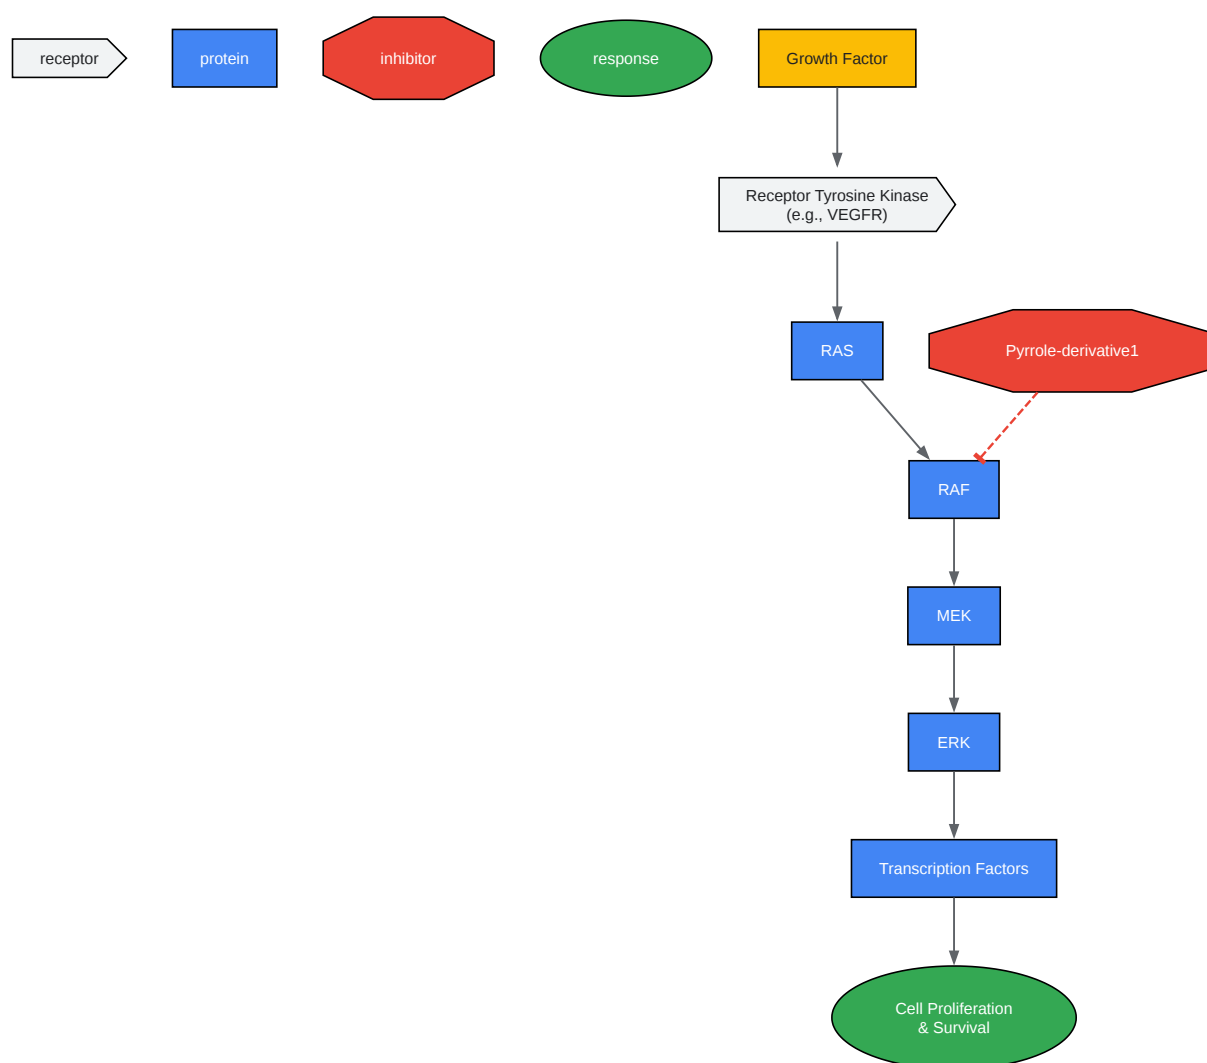 receptor
protein
inhibitor
response
Growth Factor
Receptor Tyrosine Kinase
(e.g., VEGFR)
RAS
Pyrrole-derivative1
RAF
MEK
ERK
Transcription Factors
Cell Proliferation
& Survival